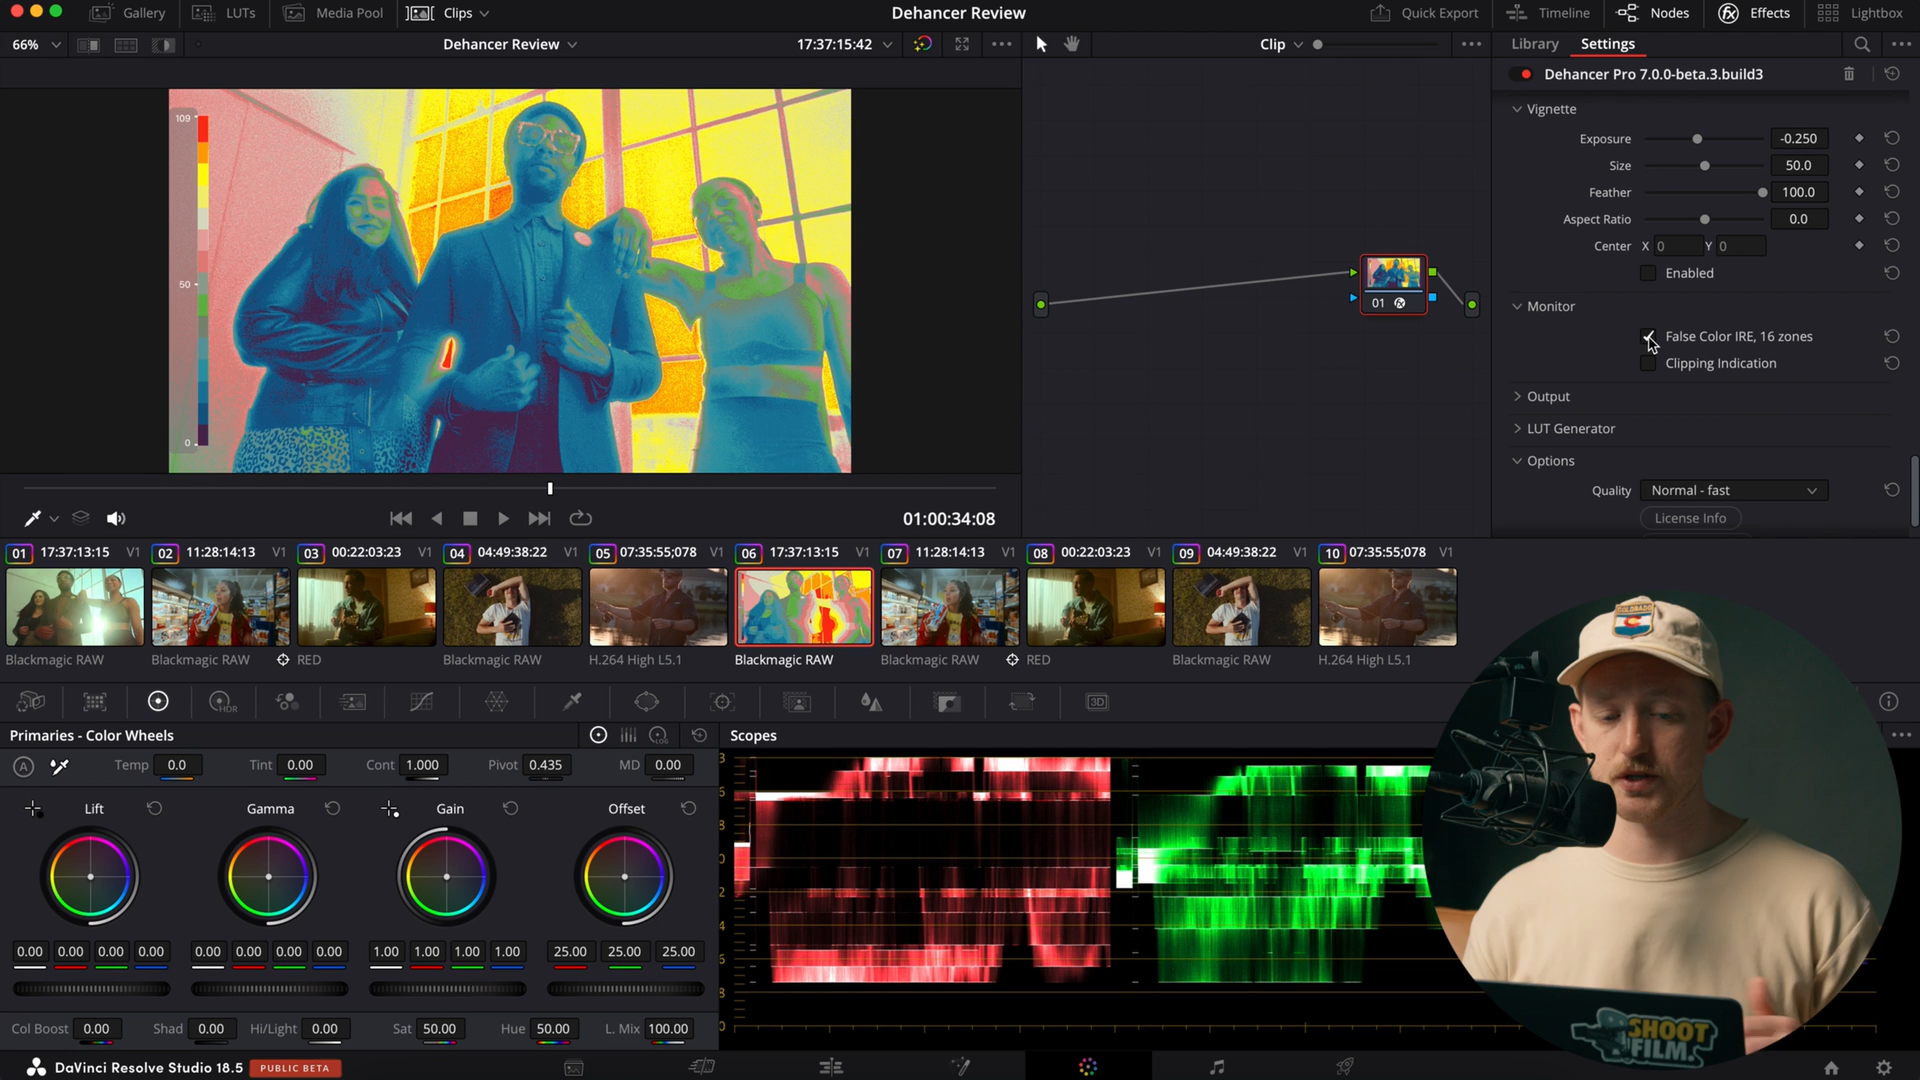 Gallery LUTs Media Pool Clips Dehancer Review Quick Export Timeline Nodes Effects Lightbox
66% Dehancer Review 17:37:15:42 Clip Library Settings
Dehancer Pro 7.0.0-beta.3.build3
Vignette
Exposure -0.250
Size 50.0
Feather 100.0
Aspect Ratio 0.0
Center X 0 Y 0
Enabled
Monitor
False Color IRE, 16 zones
Clipping Indication
Output
LUT Generator
Options
Quality Normal - fast
License Info
109
50
0
01
01:00:34:08
01 17:37:13:15 V1 02 11:28:14:13 V1 03 00:22:03:23 V1 04 04:49:38:22 V1 05 07:35:55;078 V1 06 17:37:13:15 V1 07 11:28:14:13 V1 08 00:22:03:23 V1 09 04:49:38:22 V1 10 07:35:55;078 V1
Blackmagic RAW Blackmagic RAW RED Blackmagic RAW H.264 High L5.1 Blackmagic RAW Blackmagic RAW RED Blackmagic RAW H.264 High L5.1
HDR
3D
Primaries - Color Wheels
LOG
Scopes
A Temp 0.0 Tint 0.00 Cont 1.000 Pivot 0.435 MD 0.00
Lift Gamma Gain Offset
0.00 0.00 0.00 0.00 0.00 0.00 0.00 0.00 1.00 1.00 1.00 1.00 25.00 25.00 25.00
Col Boost 0.00 Shad 0.00 Hi/Light 0.00 Sat 50.00 Hue 50.00 L. Mix 100.00
DaVinci Resolve Studio 18.5 PUBLIC BETA
COLORADO
SHOOT
FILM.